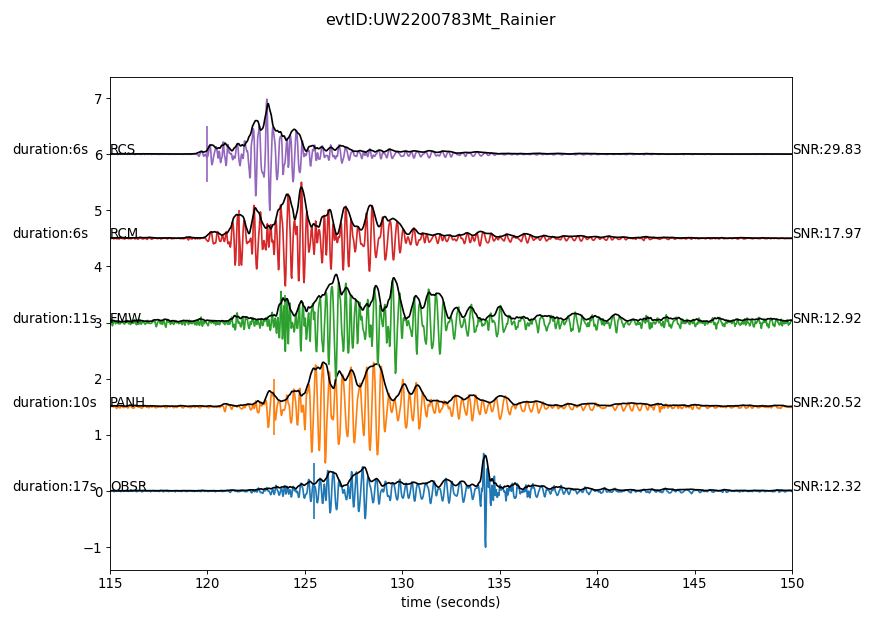 evtID:UW2200783Mt_Rainier
7
duration:6s RCS SNR:29.83
6
5
duration:6s RCM SNR:17.97
4
duration:11s FMW SNR:12.92
3
2
duration:10s PANH SNR:20.52
1
duration:17s OBSR SNR:12.32
0
−1
115 120 125 130 135 140 145 150
time (seconds)